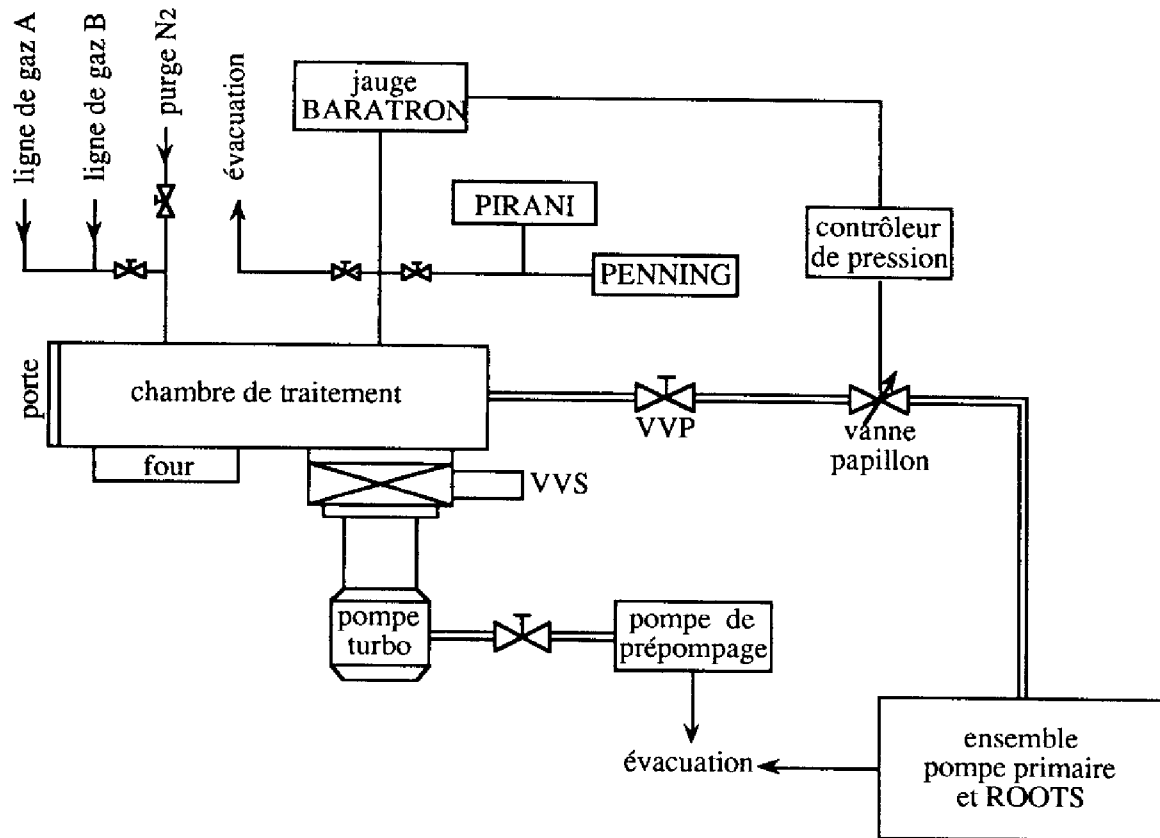 ligne de gaz A
ligne de gaz B
purge N2
évacuation
jauge
BARATRON
PIRANI
PENNING
contrôleur
de pression
porte
chambre de traitement
VVP
vanne
papillon
four
VVS
pompe
turbo
pompe de
prépompage
évacuation
ensemble
pompe primaire
et ROOTS